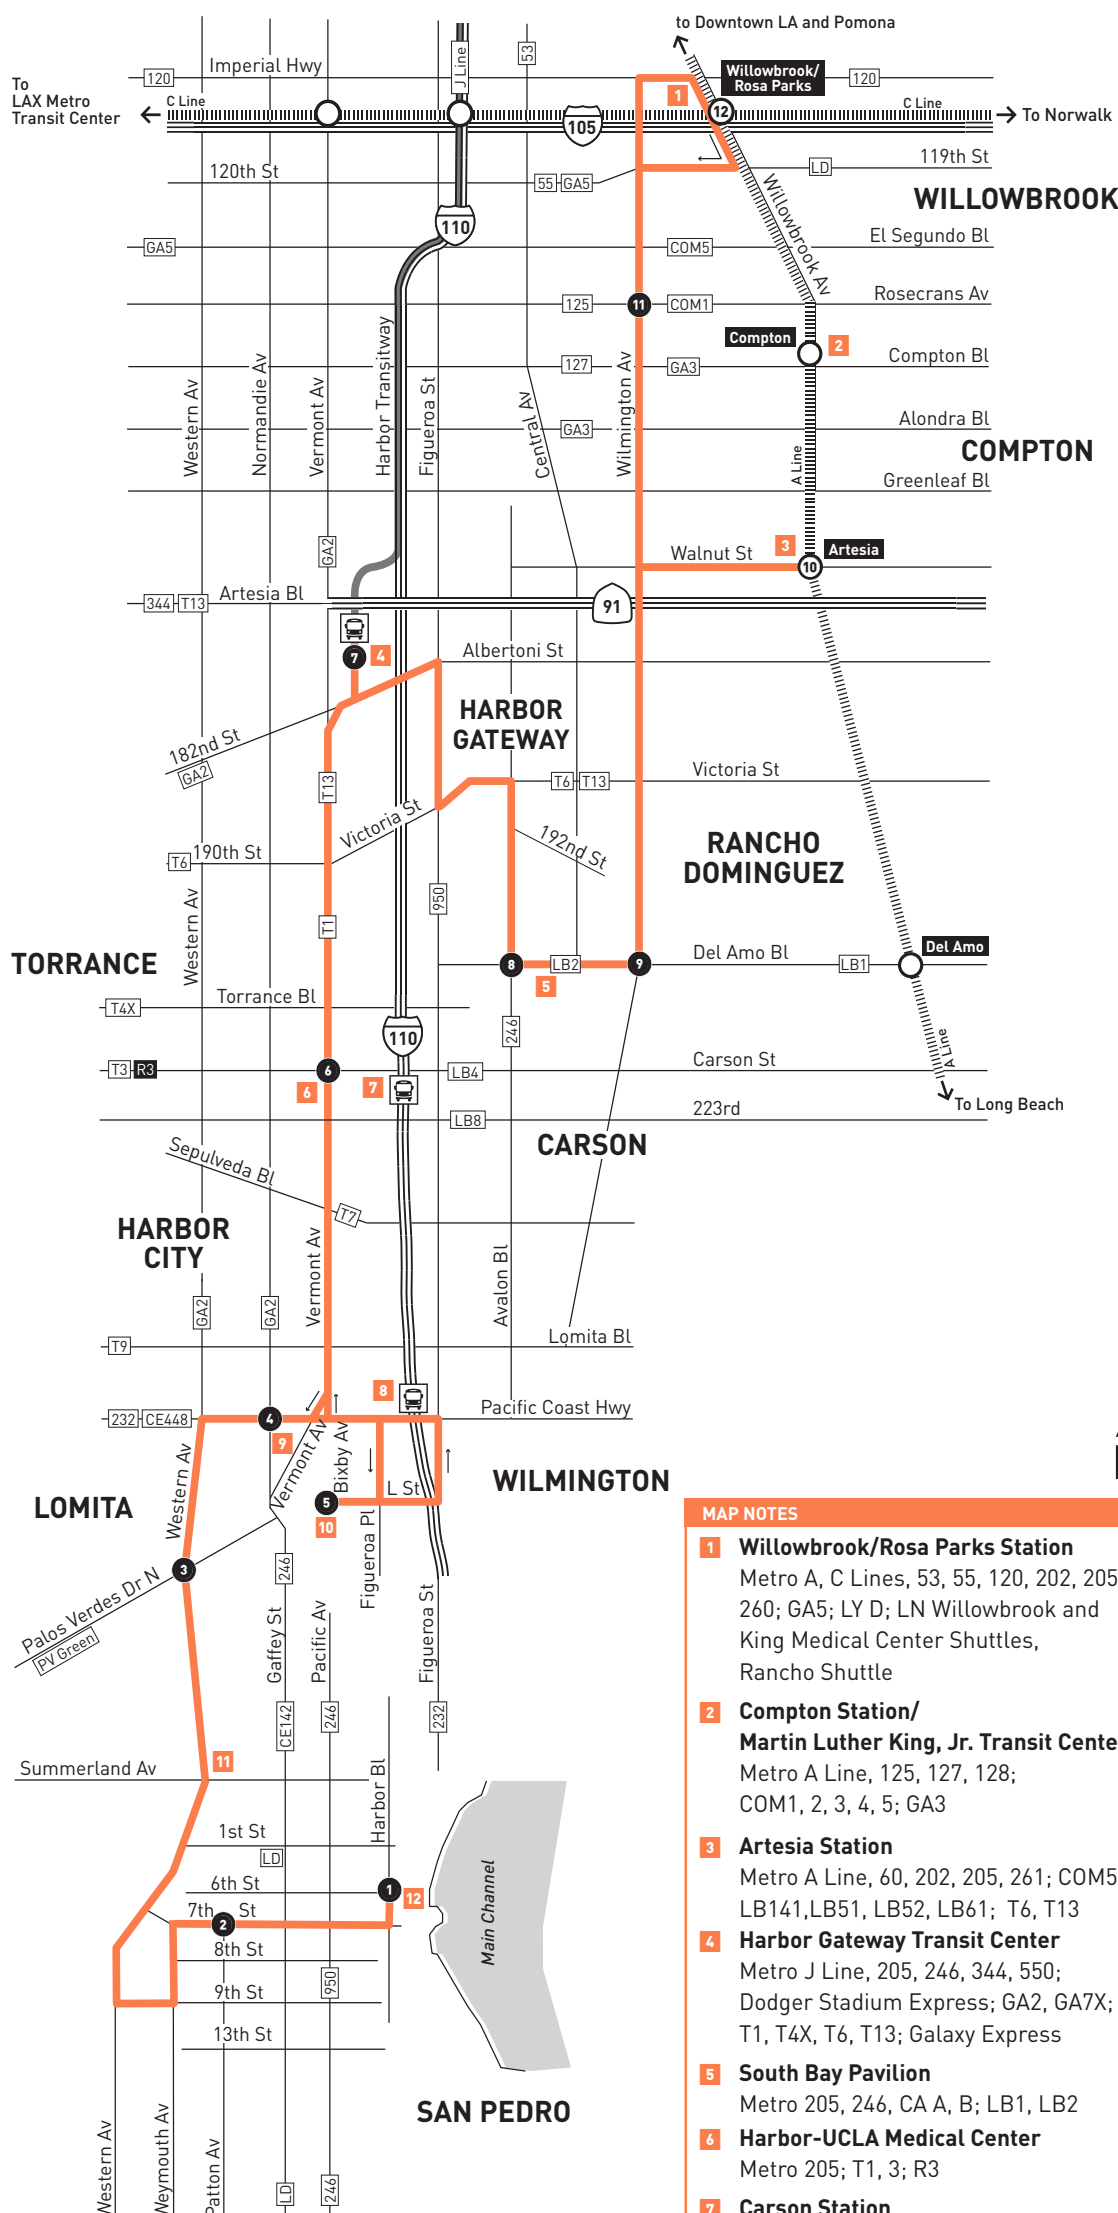 to Downtown LA and Pomona
53
J Line
Imperial Hwy
120
Willowbrook/
Rosa Parks
120
To
LAX Metro
Transit Center
C Line
1
12
C Line
To Norwalk
105
119th St
120th St
55
GA5
LD
WILLOWBROOK
110
Willowbrook Av
El Segundo Bl
GA5
COM5
Rosecrans Av
125
11
COM1
Compton
2
Compton Bl
127
GA3
Western Av
Normandie Av
Vermont Av
Harbor Transitway
Figueroa St
Central Av
Wilmington Av
Alondra Bl
GA3
COMPTON
A Line
Greenleaf Bl
GA2
Walnut St
3
Artesia
10
Artesia Bl
344
T13
91
7
4
Albertoni St
HARBOR
GATEWAY
182nd St
GA2
T13
Victoria St
T6
T13
Victoria St
192nd St
190th St
T6
RANCHO
DOMINGUEZ
950
Western Av
T1
TORRANCE
8
LB2
9
Del Amo Bl
LB1
Del Amo
5
Torrance Bl
T4X
246
110
A Line
T3
R3
6
LB4
Carson St
6
7
To Long Beach
LB8
223rd
Sepulveda Bl
CARSON
T7
HARBOR
CITY
Vermont Av
Avalon Bl
GA2
GA2
T9
Lomita Bl
8
232
CE448
4
Pacific Coast Hwy
9
Vermont Av
Bixby Av
Western Av
L St
WILMINGTON
LOMITA
5
10
Figueroa Pl
3
Palos Verdes Dr N
PV Green
246
Gaffey St
Pacific Av
Figueroa St
CE142
246
232
11
Summerland Av
Harbor Bl
1st St
LD
6th St
1
12
7th St
2
8th St
Main Channel
9th St
950
13th St
SAN PEDRO
Western Av
Weymouth Av
Patton Av
LD
246
MAP NOTES
1 Willowbrook/Rosa Parks Station
Metro A, C Lines, 53, 55, 120, 202, 205
260; GA5; LY D; LN Willowbrook and
King Medical Center Shuttles,
Rancho Shuttle
2 Compton Station/
Martin Luther King, Jr. Transit Cente
Metro A Line, 125, 127, 128;
COM1, 2, 3, 4, 5; GA3
3 Artesia Station
Metro A Line, 60, 202, 205, 261; COM5
LB141,LB51, LB52, LB61; T6, T13
4 Harbor Gateway Transit Center
Metro J Line, 205, 246, 344, 550;
Dodger Stadium Express; GA2, GA7X;
T1, T4X, T6, T13; Galaxy Express
5 South Bay Pavilion
Metro 205, 246, CA A, B; LB1, LB2
6 Harbor-UCLA Medical Center
Metro 205; T1, 3; R3
7 Carson Station